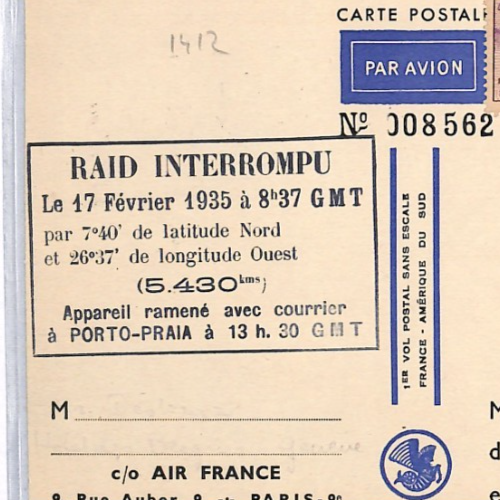 1412
CARTE POSTALE
PAR AVION
Nº 008562
RAID INTERROMPU
Le 17 Février 1935 à 8ʰ37 GMT
par 7°40' de latitude Nord
et 26°37' de longitude Ouest
(5.430ᵏᵐˢ)
Appareil ramené avec courrier
à PORTO-PRAIA à 13 h. 30 GMT
1ER VOL POSTAL SANS ESCALE
FRANCE - AMÉRIQUE DU SUD
M
M
d
c/o AIR FRANCE
é